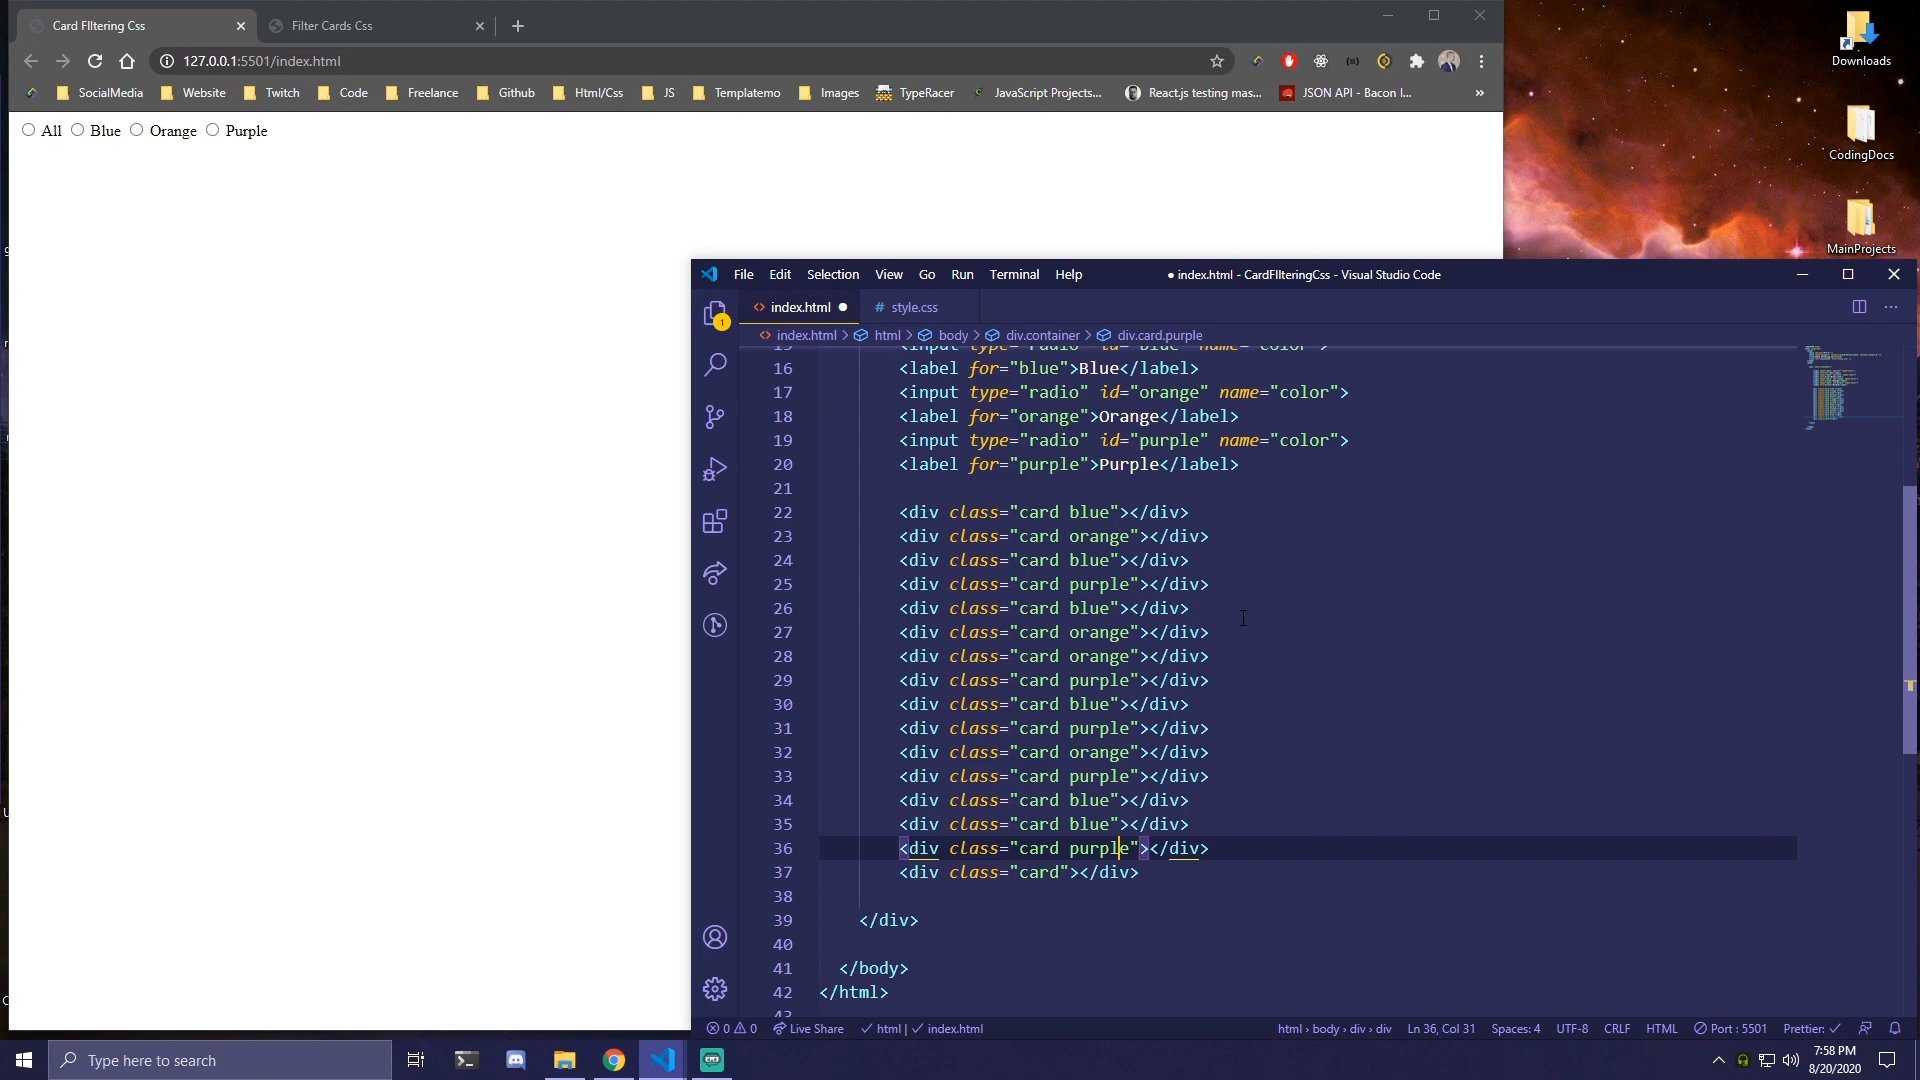 Card FIltering Css
Filter Cards Css
127.0.0.1:5501/index.html
SocialMedia
Website
Twitch
Code
Freelance
Github
Html/Css
JS
Templatemo
Images
TypeRacer
JavaScript Projects...
React.js testing mas...
JSON API - Bacon I...
»
All
Blue
Orange
Purple
Downloads
CodingDocs
MainProjects
File Edit Selection View Go Run Terminal Help
● index.html - CardFIlteringCss - Visual Studio Code
index.html
# style.css
index.html > html > body > div.container > div.card.purple
1
15 <input type="radio" id="blue" name="color">
16 <label for="blue">Blue</label>
17 <input type="radio" id="orange" name="color">
18 <label for="orange">Orange</label>
19 <input type="radio" id="purple" name="color">
20 <label for="purple">Purple</label>
21
22 <div class="card blue"></div>
23 <div class="card orange"></div>
24 <div class="card blue"></div>
25 <div class="card purple"></div>
26 <div class="card blue"></div>
27 <div class="card orange"></div>
28 <div class="card orange"></div>
29 <div class="card purple"></div>
30 <div class="card blue"></div>
31 <div class="card purple"></div>
32 <div class="card orange"></div>
33 <div class="card purple"></div>
34 <div class="card blue"></div>
35 <div class="card blue"></div>
36 <div class="card purple"></div>
37 <div class="card"></div>
38
39 </div>
40
41 </body>
42 </html>
43
0 0 Live Share html | index.html
html › body › div › div Ln 36, Col 31 Spaces: 4 UTF-8 CRLF HTML Port : 5501 Prettier: ✓
Type here to search
7:58 PM
8/20/2020